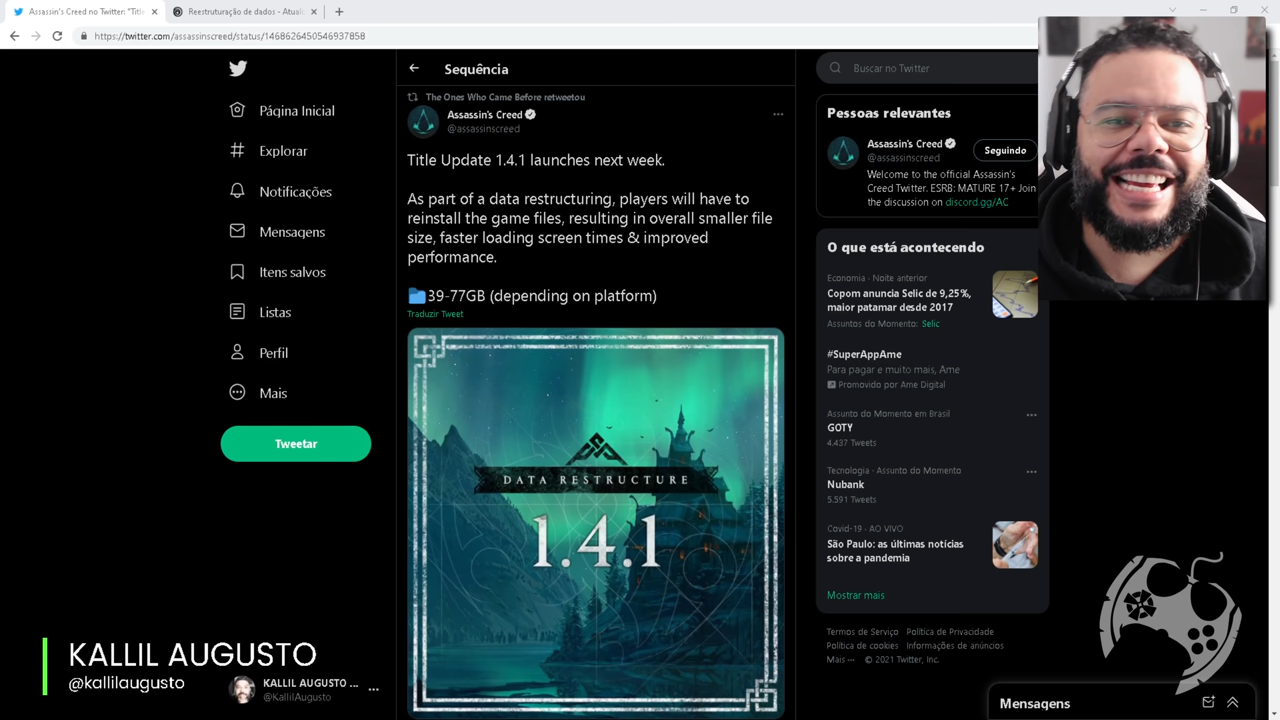 Assassin's Creed no Twitter: "Title
Reestruturação de dados - Atuali
https://twitter.com/assassinscreed/status/1468626450546937858
Página Inicial
Explorar
Notificações
Mensagens
Itens salvos
Listas
Perfil
Mais
Tweetar
KALLIL AUGUSTO
@kallilaugusto
KALLIL AUGUSTO ...
@KallilAugusto
Sequência
The Ones Who Came Before retweetou
Assassin's Creed
@assassinscreed
Title Update 1.4.1 launches next week.
As part of a data restructuring, players will have to
reinstall the game files, resulting in overall smaller file
size, faster loading screen times & improved
performance.
39-77GB (depending on platform)
Traduzir Tweet
DATA RESTRUCTURE
1.4.1
Buscar no Twitter
Pessoas relevantes
Assassin's Creed
@assassinscreed
Seguindo
Welcome to the official Assassin's
Creed Twitter. ESRB: MATURE 17+ Join
the discussion on discord.gg/AC
O que está acontecendo
Economia · Noite anterior
Copom anuncia Selic de 9,25%,
maior patamar desde 2017
Assuntos do Momento: Selic
#SuperAppAme
Para pagar e muito mais, Ame
Promovido por Ame Digital
Assunto do Momento em Brasil
GOTY
4.437 Tweets
Tecnologia · Assunto do Momento
Nubank
5.591 Tweets
Covid-19 · AO VIVO
São Paulo: as últimas notícias
sobre a pandemia
Mostrar mais
Termos de Serviço Política de Privacidade
Política de cookies Informações de anúncios
Mais ··· © 2021 Twitter, Inc.
Mensagens